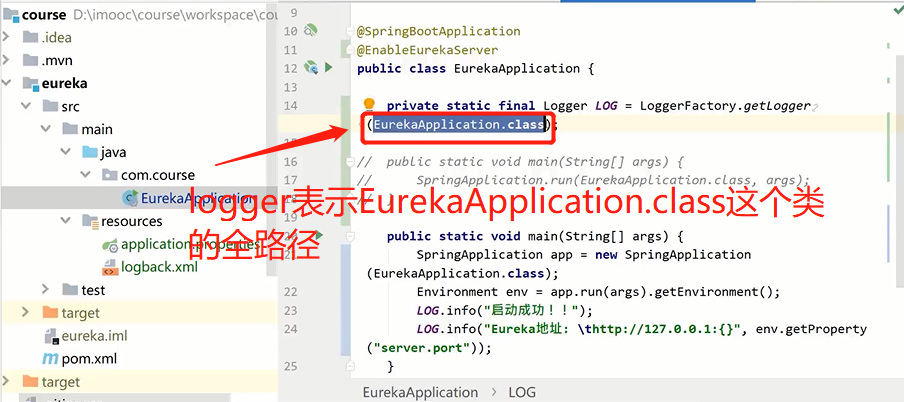 course D:\imooc\course\workspace\cou
.idea
.mvn
eureka
src
main
java
com.course
EurekaApplication
resources
application.properties
logback.xml
test
target
eureka.iml
pom.xml
target
9
10 @SpringBootApplication
11 @EnableEurekaServer
12 public class EurekaApplication {
13
14 private static final Logger LOG = LoggerFactory.getLogger
(EurekaApplication.class);
16 // public static void main(String[] args) {
17 // SpringApplication.run(EurekaApplication.class, args);
18 //
logger表示EurekaApplication.class这个类
的全路径
public static void main(String[] args) {
21 SpringApplication app = new SpringApplication
(EurekaApplication.class);
22 Environment env = app.run(args).getEnvironment();
23 LOG.info("启动成功！！");
24 LOG.info("Eureka地址: \thttp://127.0.0.1:{}", env.getProperty
("server.port"));
25 }
EurekaApplication > LOG